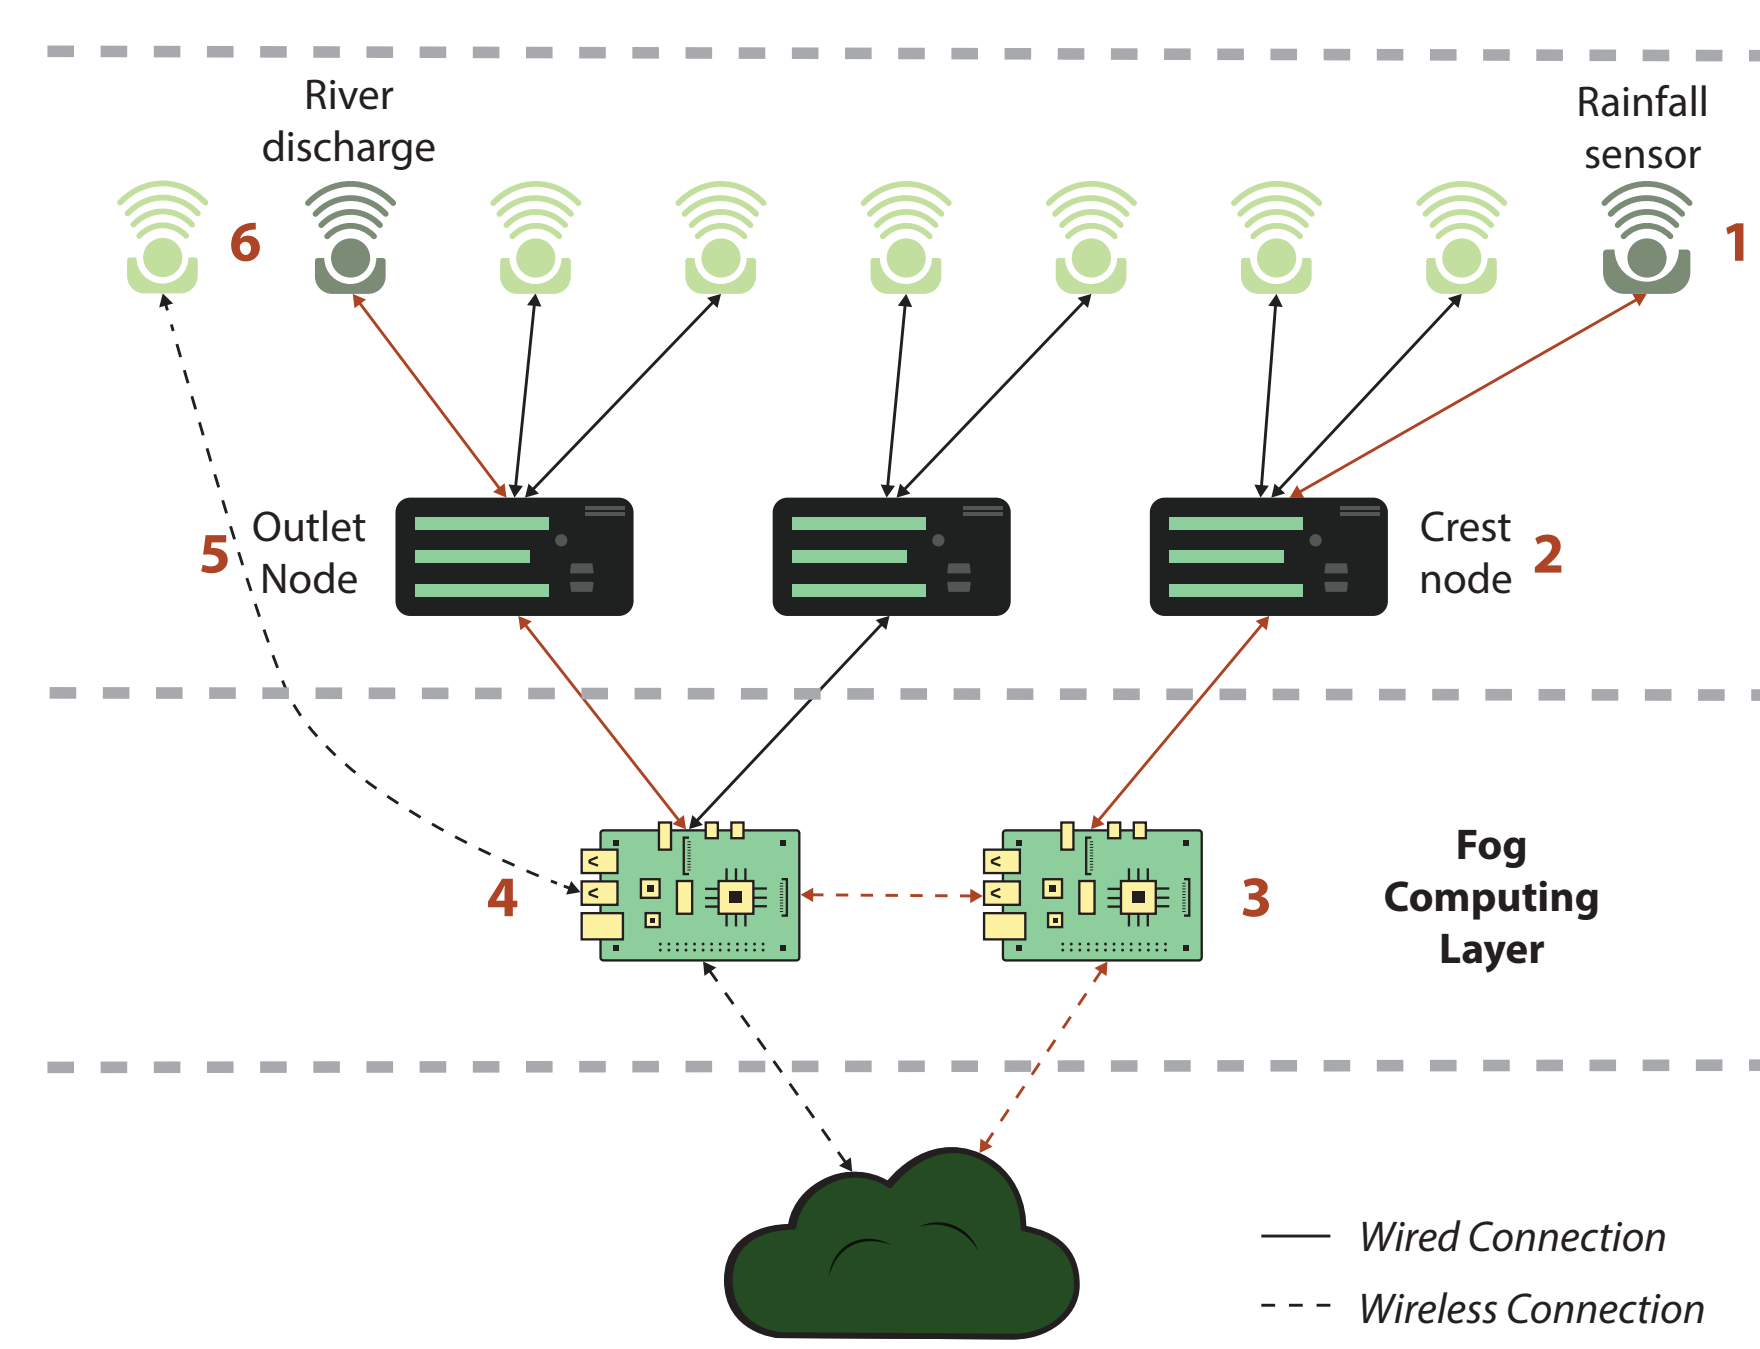 River
discharge
Rainfall
sensor
6
1
Outlet
Node
5
Crest
node
2
4
3
Fog
Computing
Layer
Wired Connection
Wireless Connection